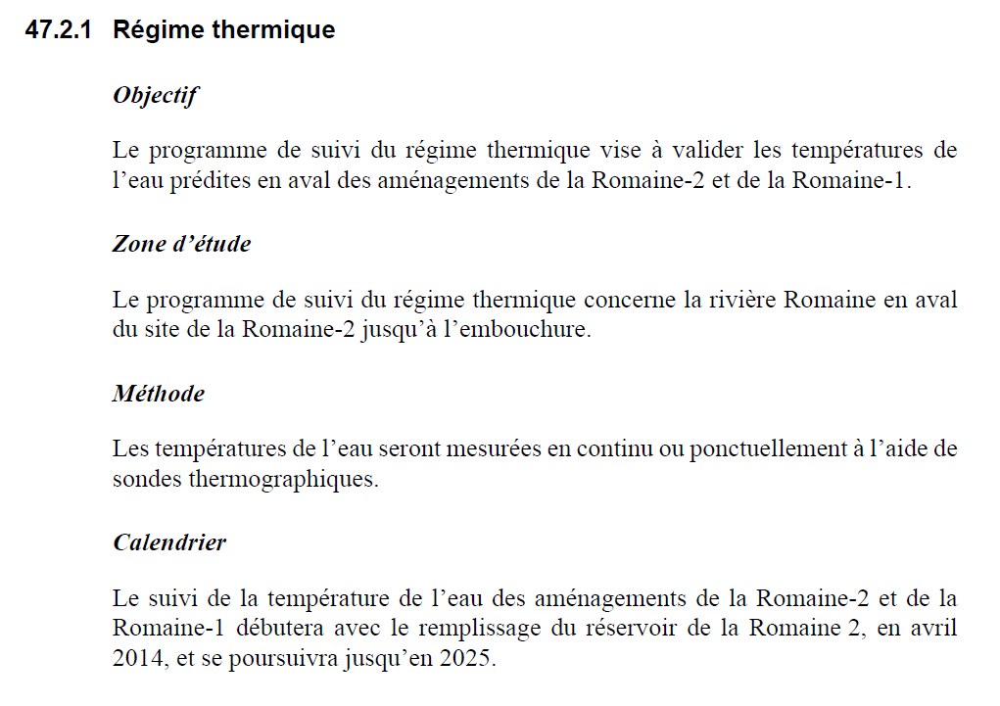 47.2.1 Régime thermique
Objectif
Le programme de suivi du régime thermique vise à valider les températures de
l’eau prédites en aval des aménagements de la Romaine-2 et de la Romaine-1.
Zone d’étude
Le programme de suivi du régime thermique concerne la rivière Romaine en aval
du site de la Romaine-2 jusqu’à l’embouchure.
Méthode
Les températures de l’eau seront mesurées en continu ou ponctuellement à l’aide de
sondes thermographiques.
Calendrier
Le suivi de la température de l’eau des aménagements de la Romaine-2 et de la
Romaine-1 débutera avec le remplissage du réservoir de la Romaine 2, en avril
2014, et se poursuivra jusqu’en 2025.